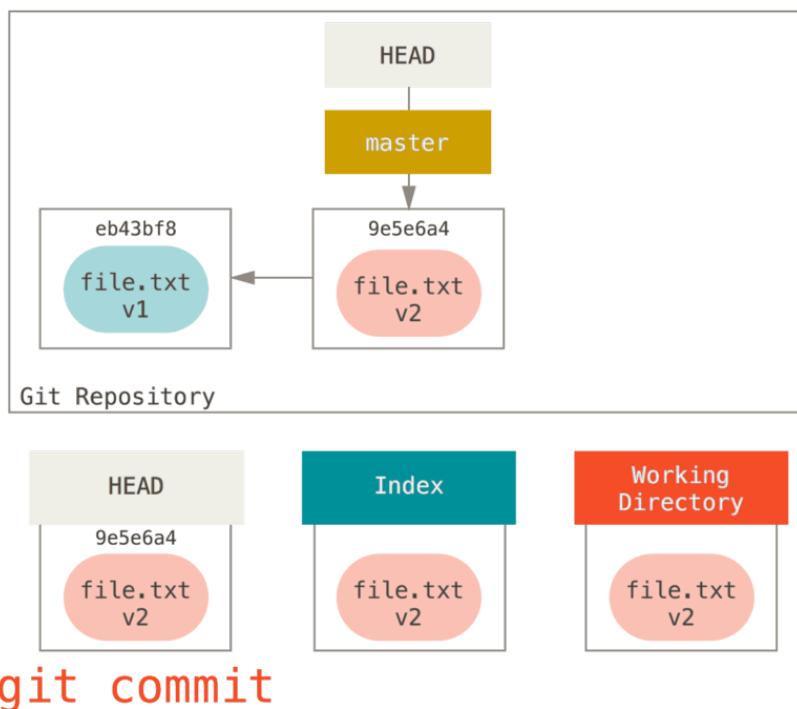 HEAD
master
eb43bf8
file.txt
v1
9e5e6a4
file.txt
v2
Git Repository
HEAD
9e5e6a4
file.txt
v2
Index
file.txt
v2
Working
Directory
file.txt
v2
git commit